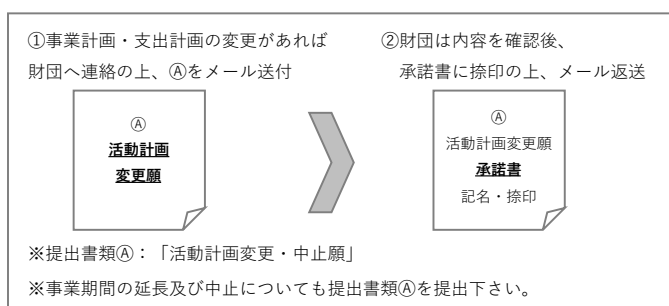 ①事業計画・支出計画の変更があれば
財団へ連絡の上、Ⓐをメール送付
②財団は内容を確認後、
承諾書に捺印の上、メール返送
Ⓐ
活動計画
変更願
Ⓐ
活動計画変更願
承諾書
記名・捺印
※提出書類Ⓐ：「活動計画変更・中止願」
※事業期間の延長及び中止についても提出書類Ⓐを提出下さい。